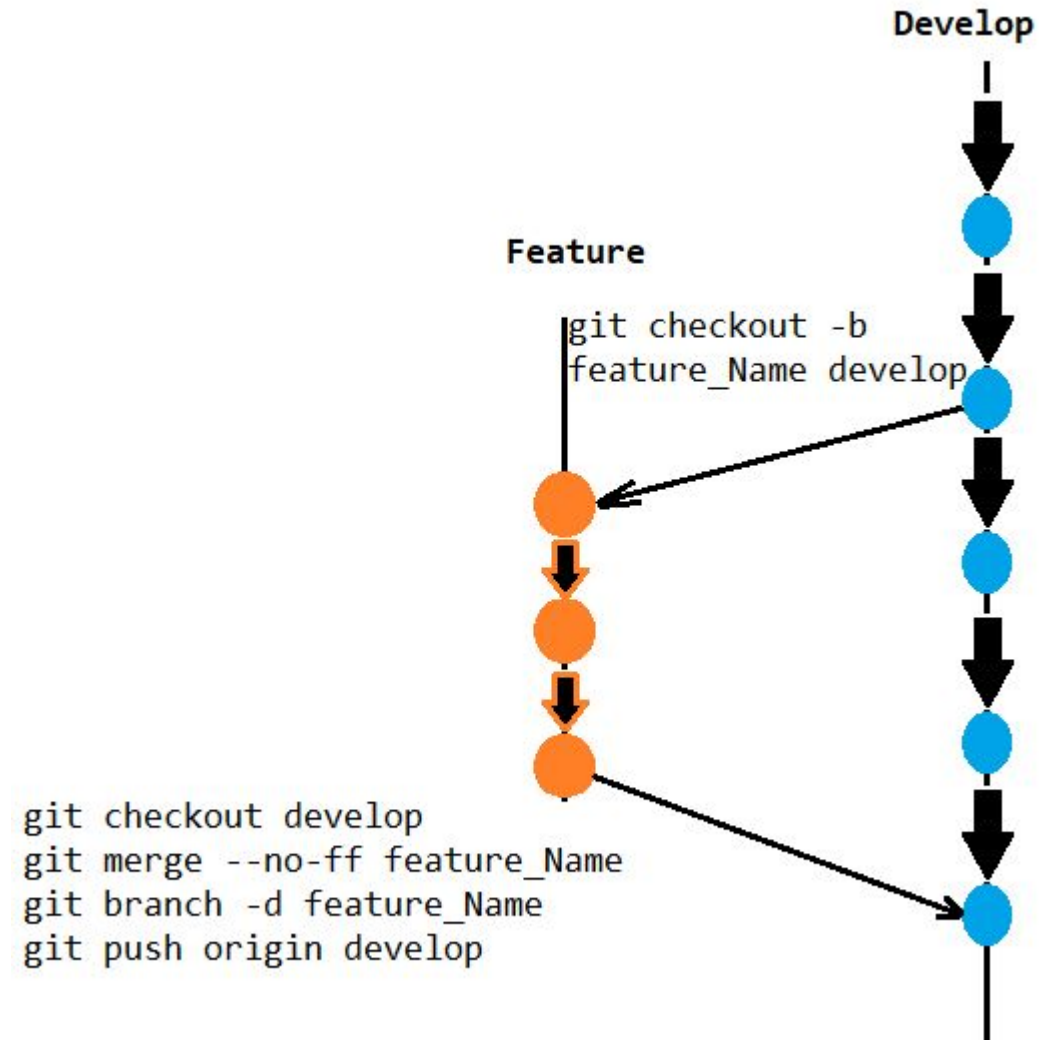 Develop
Feature
git checkout -b
feature_Name develop
git checkout develop
git merge --no-ff feature_Name
git branch -d feature_Name
git push origin develop